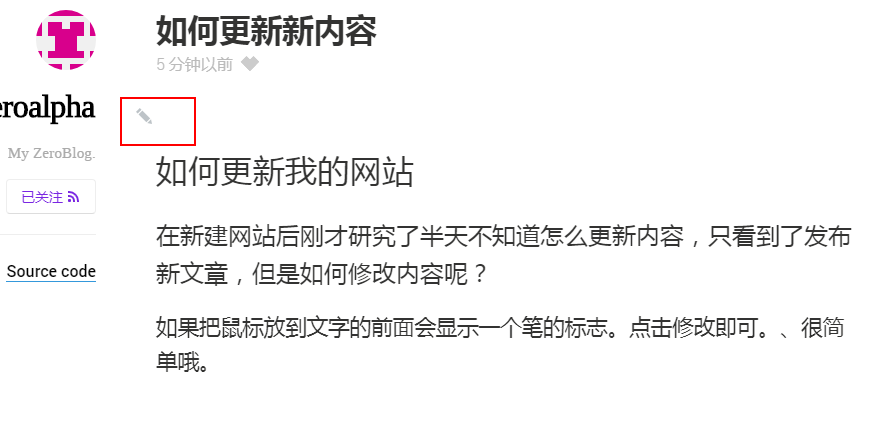 如何更新新内容
5 分钟以前
eroalpha
My ZeroBlog.
已关注
Source code
如何更新我的网站
在新建网站后刚才研究了半天不知道怎么更新内容，只看到了发布
新文章，但是如何修改内容呢？
如果把鼠标放到文字的前面会显示一个笔的标志。点击修改即可。、很简
单哦。